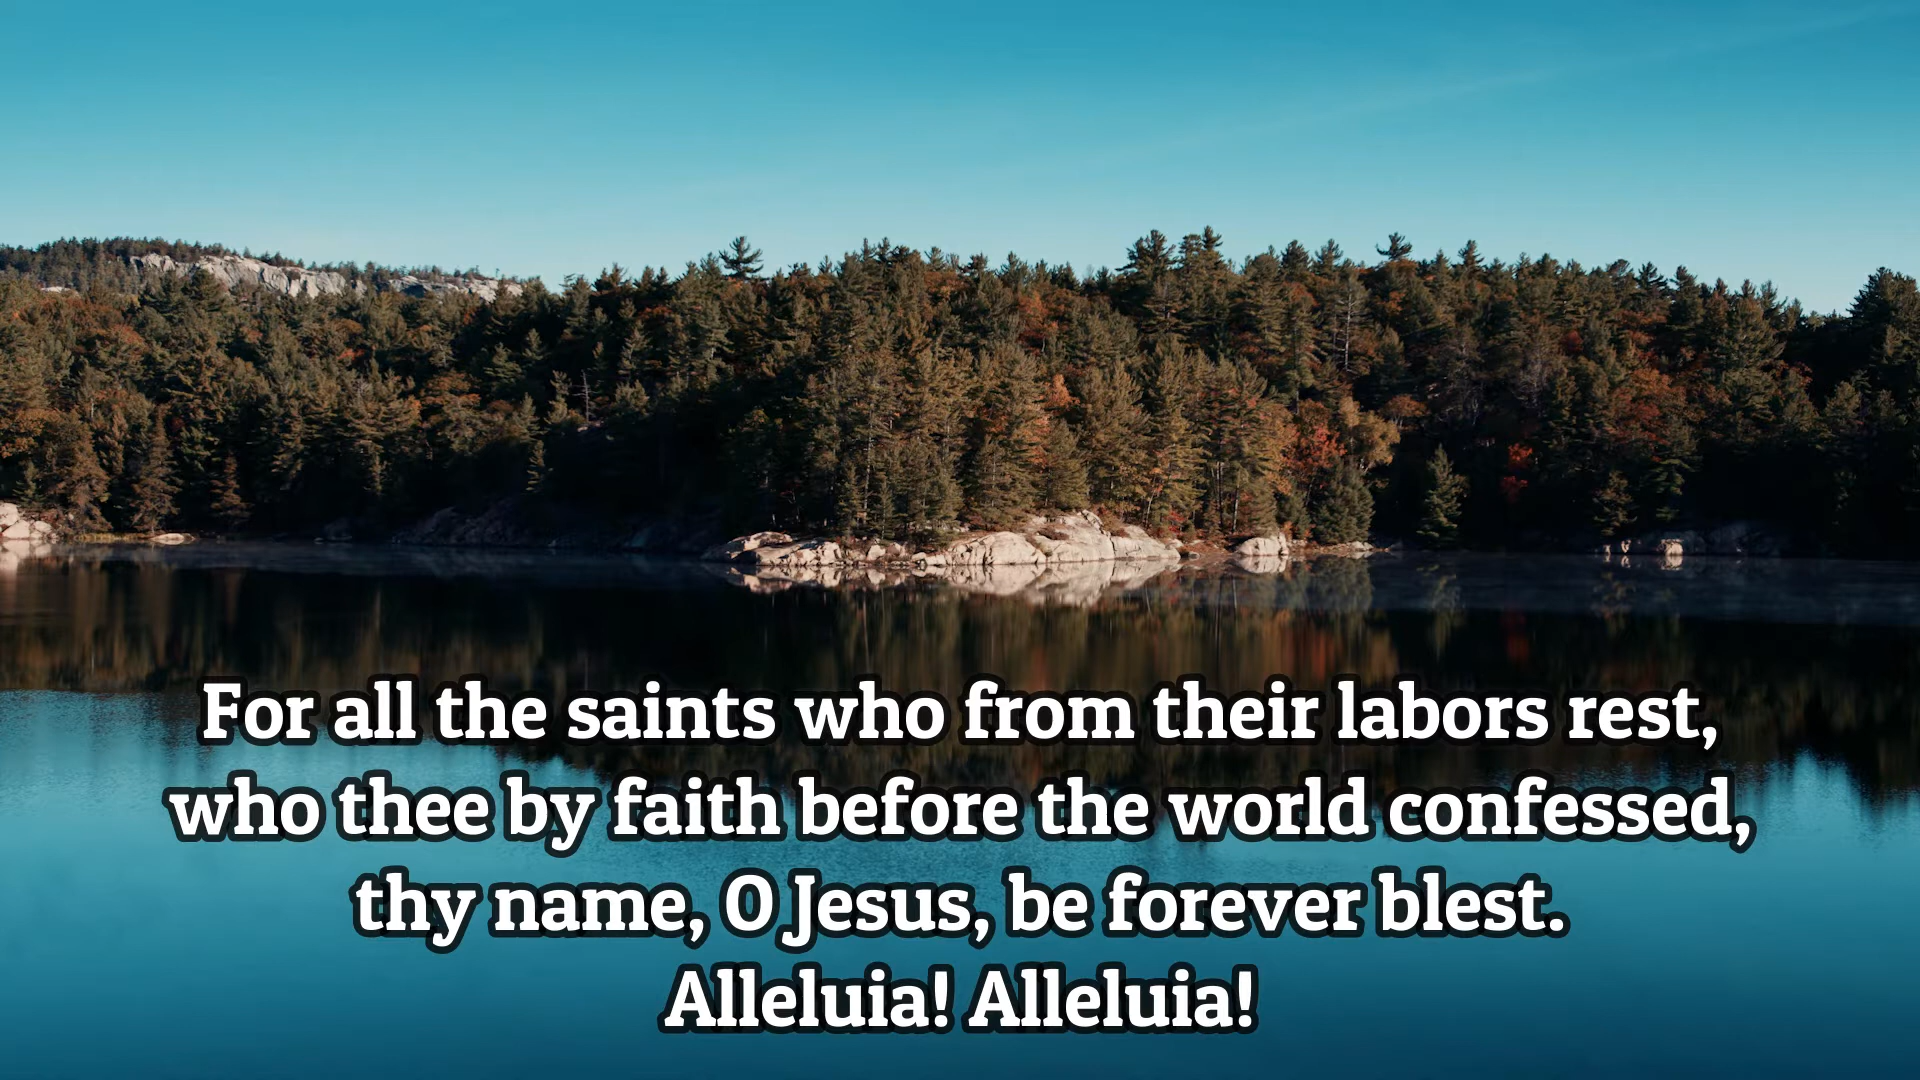 For all the saints who from their labors rest,
who thee by faith before the world confessed,
thy name, O Jesus, be forever blest.
Alleluia! Alleluia!